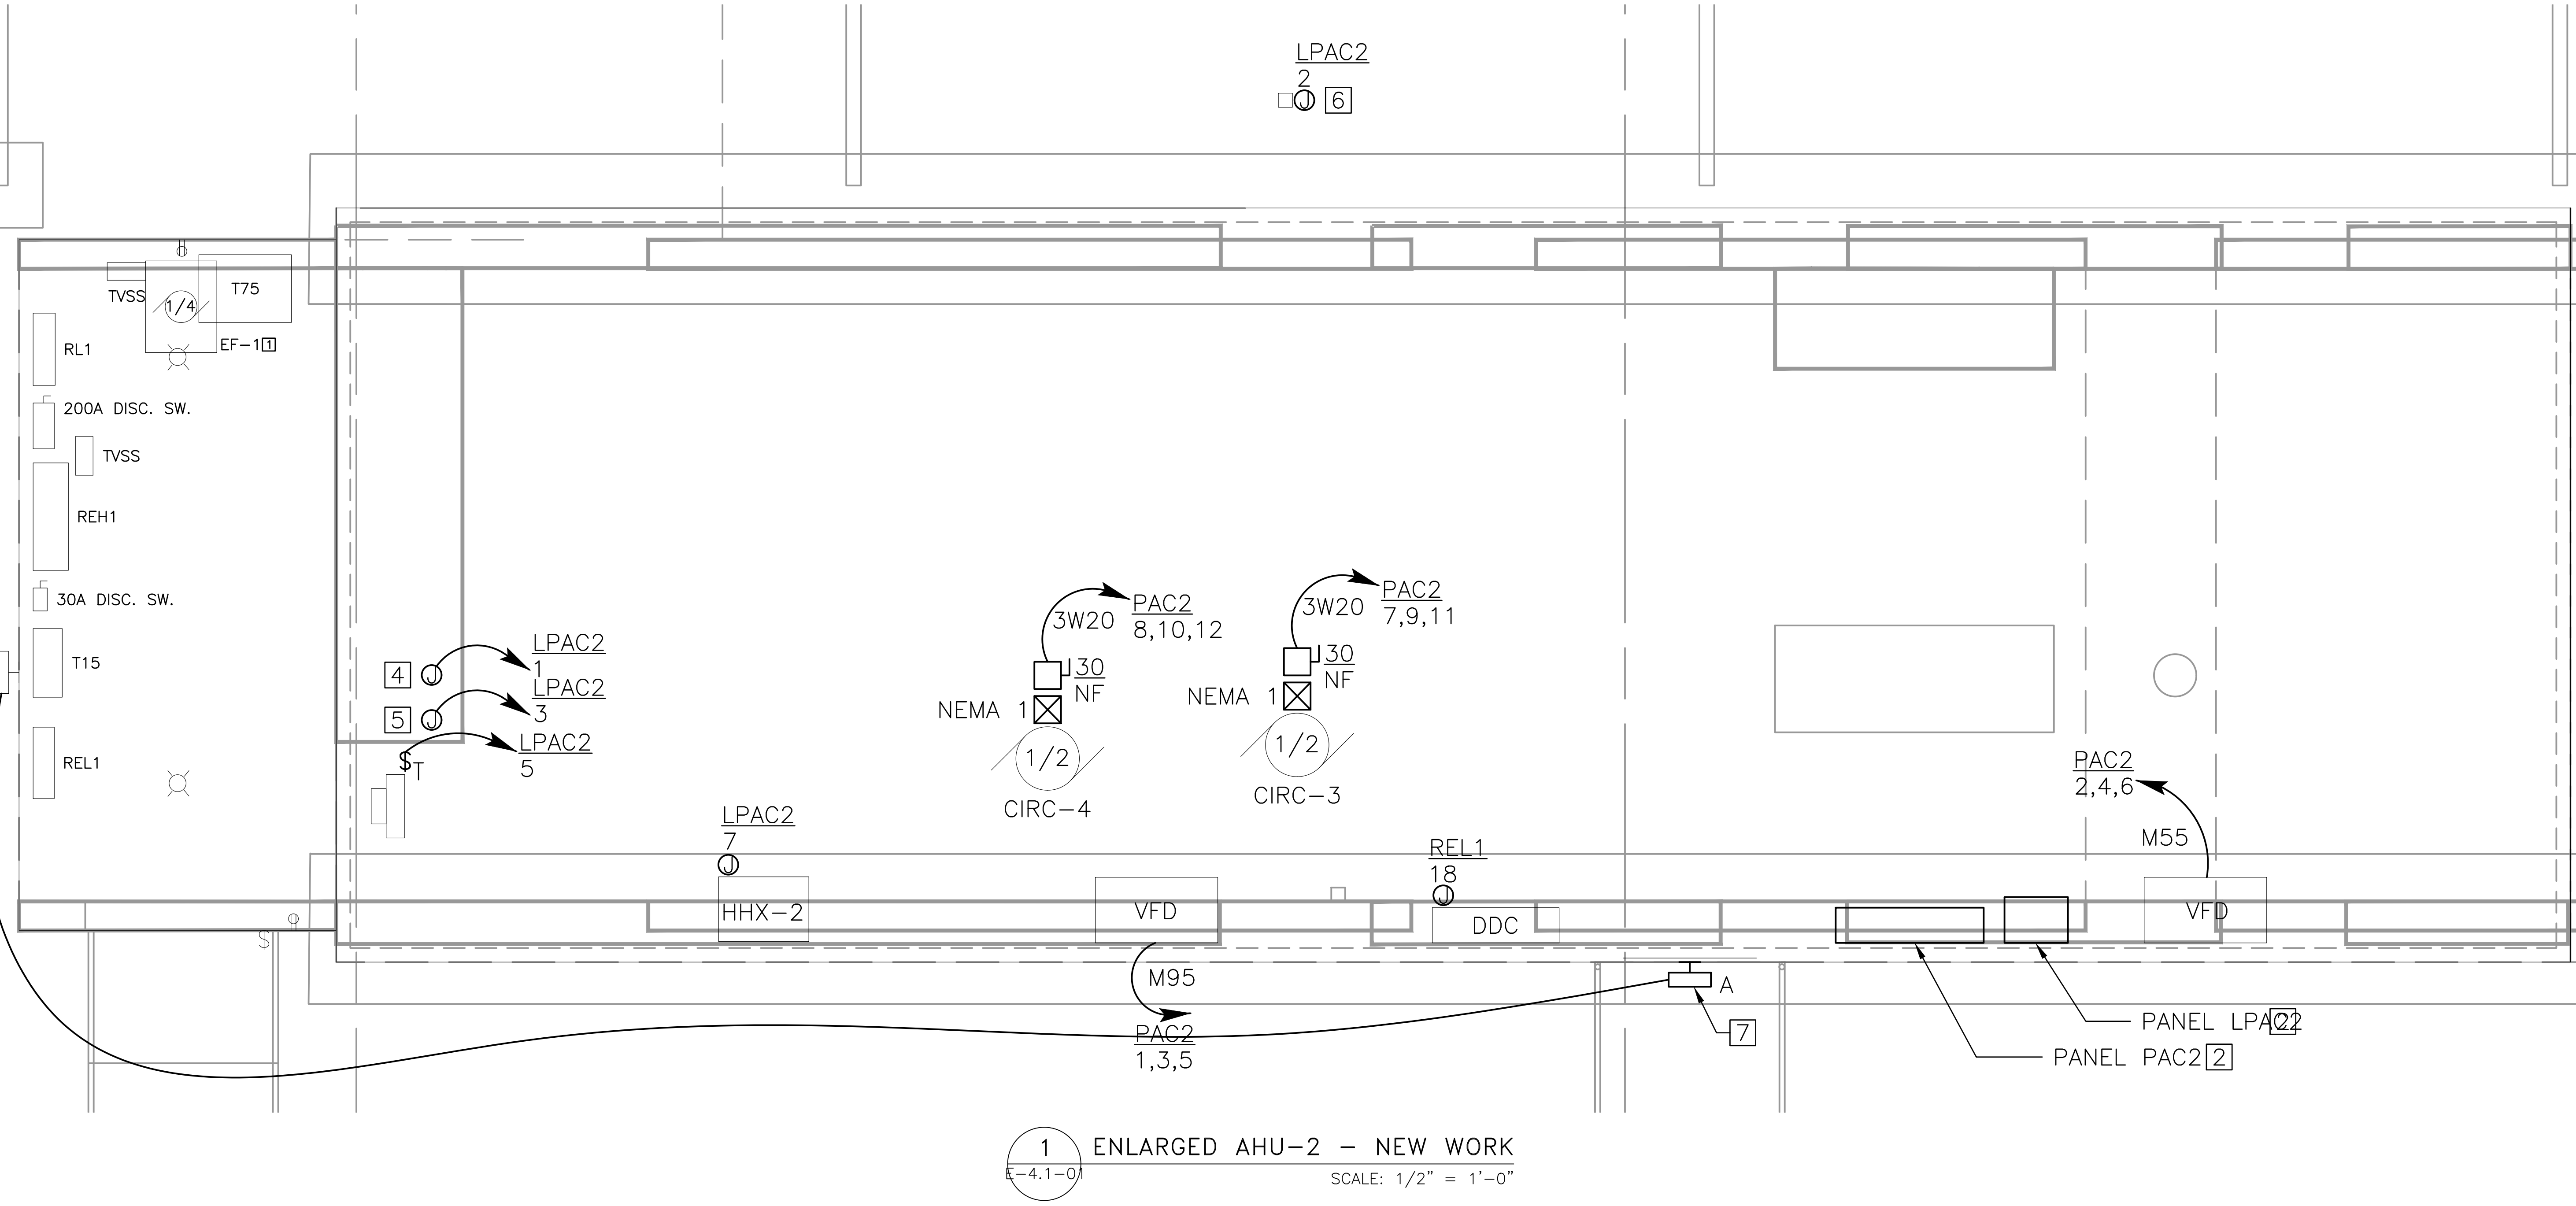 LPAC2
2
J 6
TVSS
1/4
T75
EF-1 1
RL1
200A DISC. SW.
TVSS
REH1
30A DISC. SW.
T15
REL1
4 J
LPAC2
1
5 J
LPAC2
3
$T
LPAC2
5
3W20
PAC2
8,10,12
30
NF
NEMA 1
1/2
CIRC-4
3W20
PAC2
7,9,11
30
NF
NEMA 1
1/2
CIRC-3
PAC2
2,4,6
M55
VFD
LPAC2
7
J
HHX-2
VFD
REL1
18
J
DDC
$
M95
PAC2
1,3,5
A
7
PANEL LPAC2 2
PANEL PAC2 2
1
E-4.1-01
ENLARGED AHU-2 - NEW WORK
SCALE: 1/2" = 1'-0"